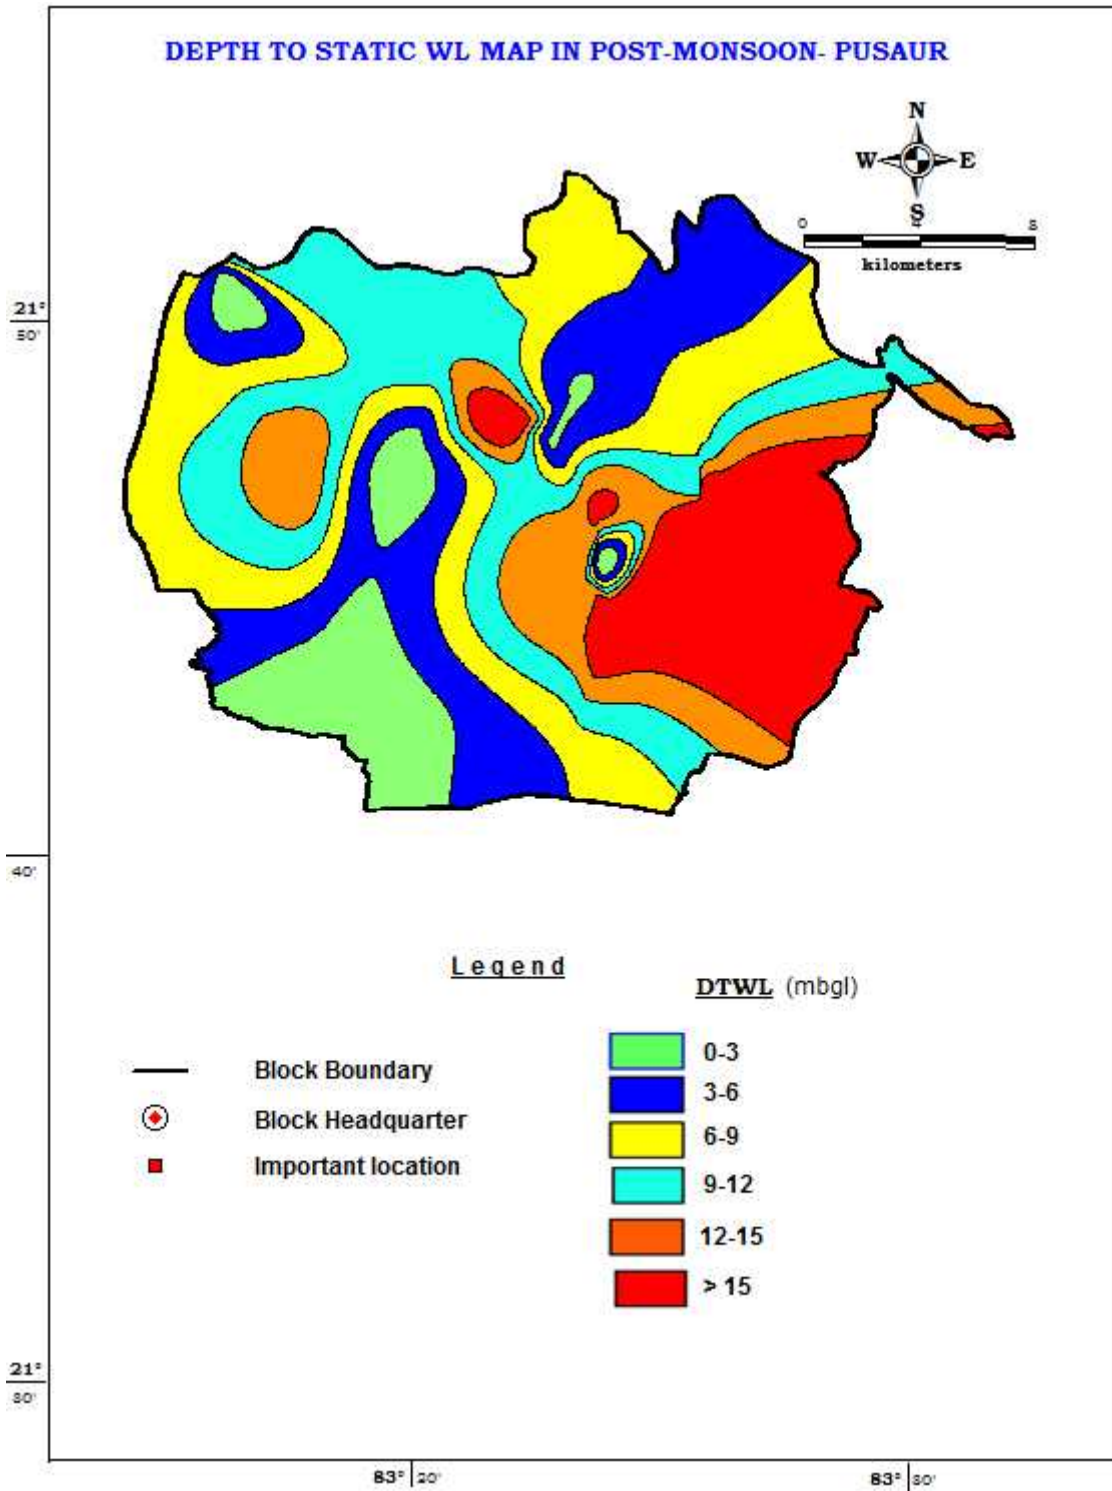 DEPTH TO STATIC WL MAP IN POST-MONSOON- PUSAUR
N
W E
S
0 4 8
kilometers
21°
50'
40'
Legend
DTWL (mbgl)
0-3
Block Boundary
3-6
Block Headquarter
6-9
Important location
9-12
12-15
> 15
21°
30'
83° 20'
83° 30'